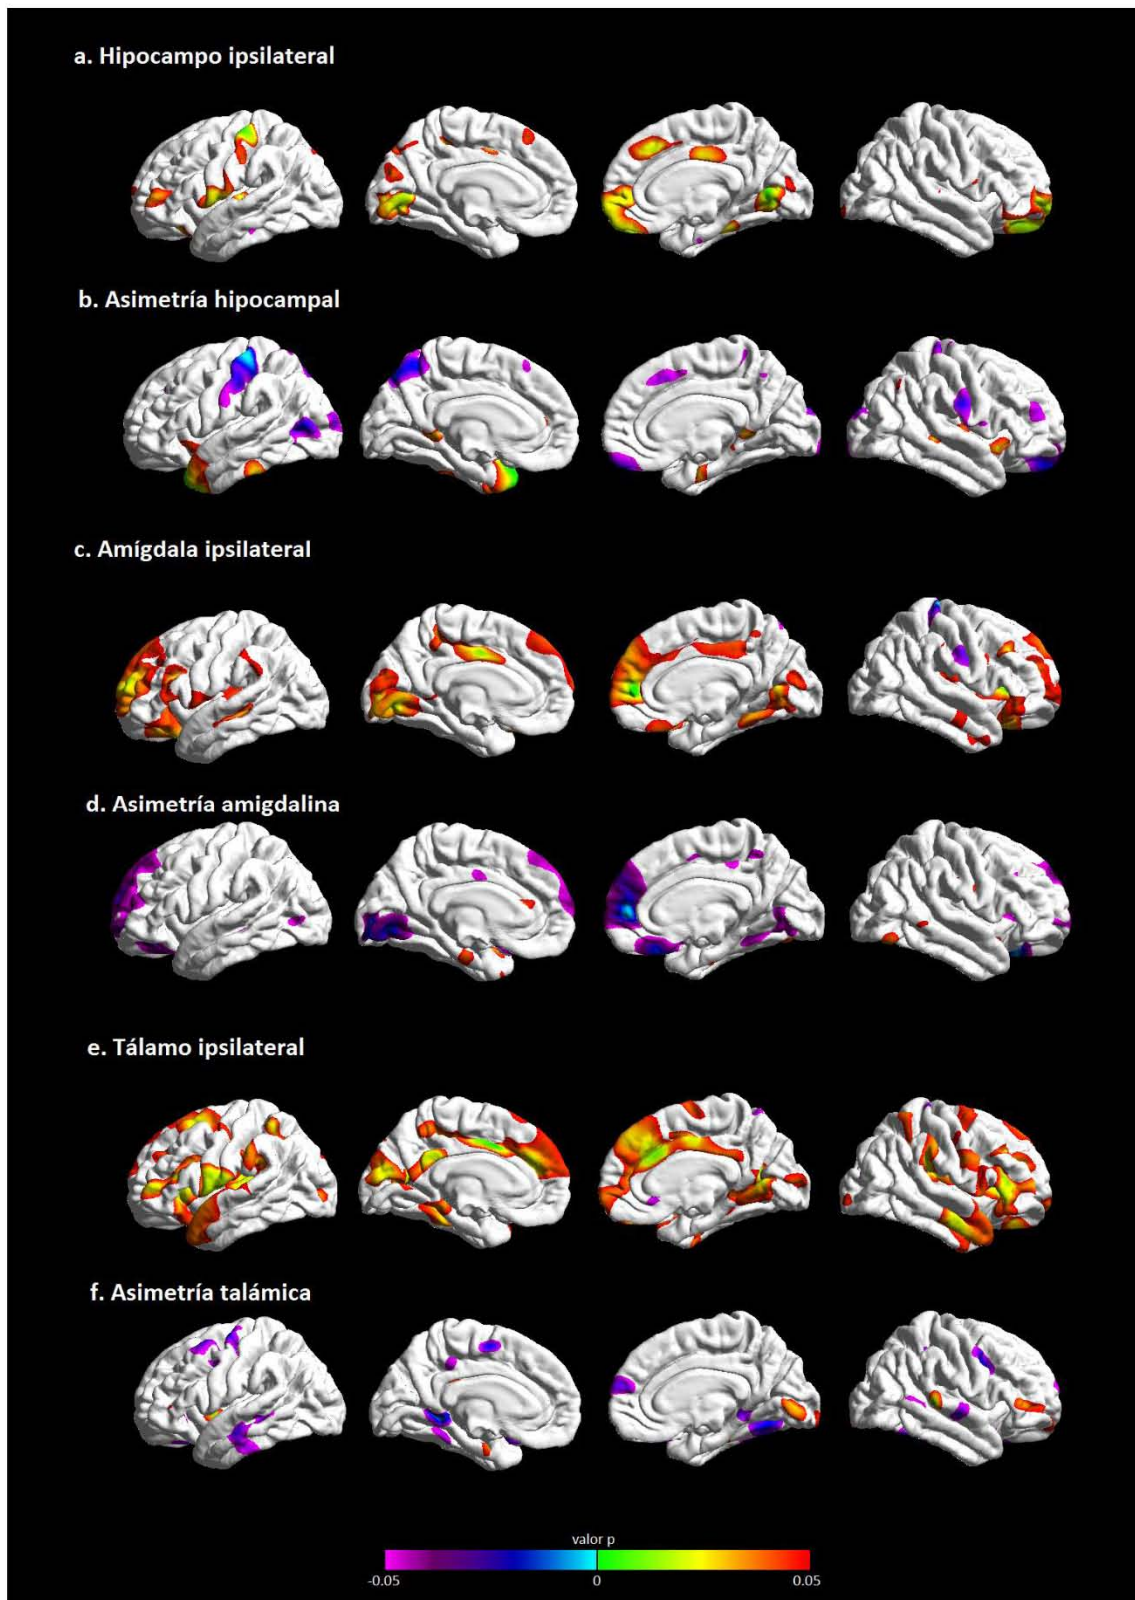 a. Hipocampo ipsilateral
b. Asimetría hipocampal
c. Amígdala ipsilateral
d. Asimetría amigdalina
e. Tálamo ipsilateral
f. Asimetría talámica
valor p
-0.05 0 0.05